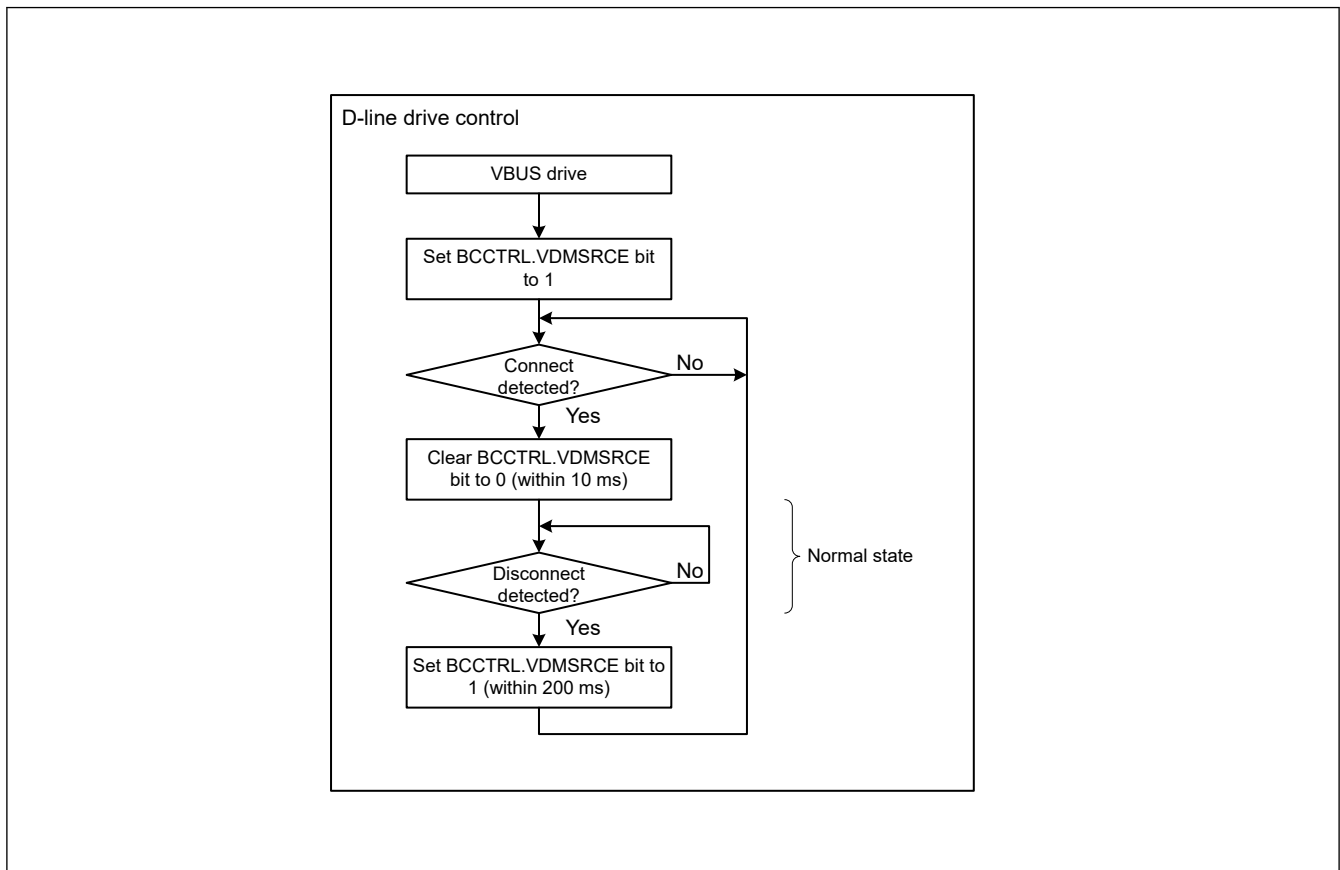 D-line drive control
VBUS drive
Set BCCTRL.VDMSRCE bit
to 1
Connect
detected?
No
Yes
Clear BCCTRL.VDMSRCE
bit to 0 (within 10 ms)
Normal state
Disconnect
detected?
No
Yes
Set BCCTRL.VDMSRCE bit to
1 (within 200 ms)